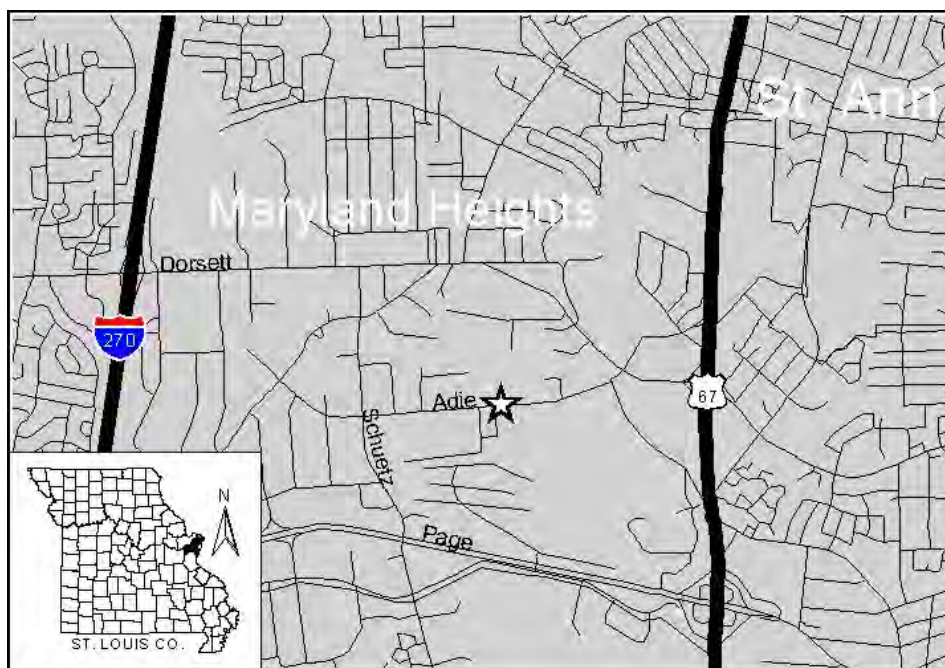 St. Ann
Maryland Heights
Dorsett
270
67
Adie
Schuetz
Page
N
ST. LOUIS CO.